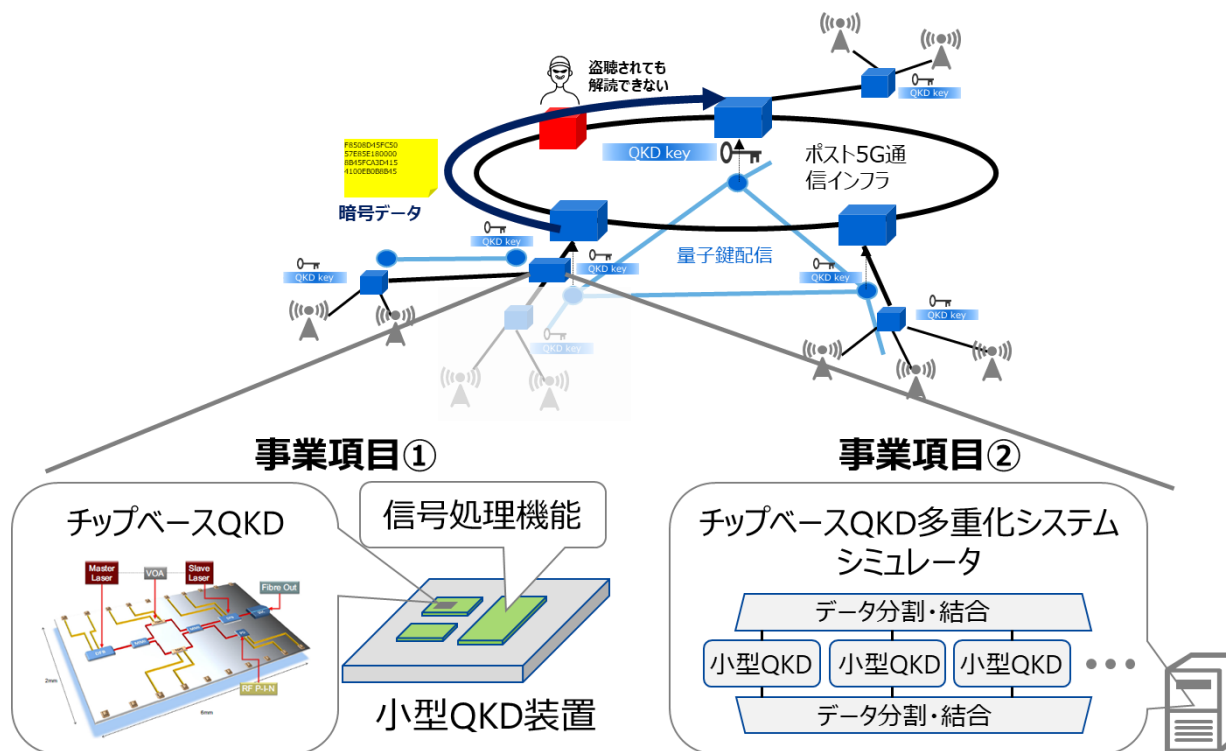 盗聴されても
解読できない
QKD key
F8508D45FC50
57E85E180000
8B45FCA3D415
4100EB0B8B45
暗号データ
QKD key
ポスト5G通
信インフラ
量子鍵配信
QKD key
QKD key
QKD key
QKD key
QKD key
QKD key
事業項目①
事業項目②
チップベースQKD
信号処理機能
Master
Laser
VOA
Slave
Laser
Fibre Out
RF P-I-N
2mm
6mm
小型QKD装置
チップベースQKD多重化システム
シミュレータ
データ分割・結合
小型QKD
小型QKD
小型QKD
データ分割・結合